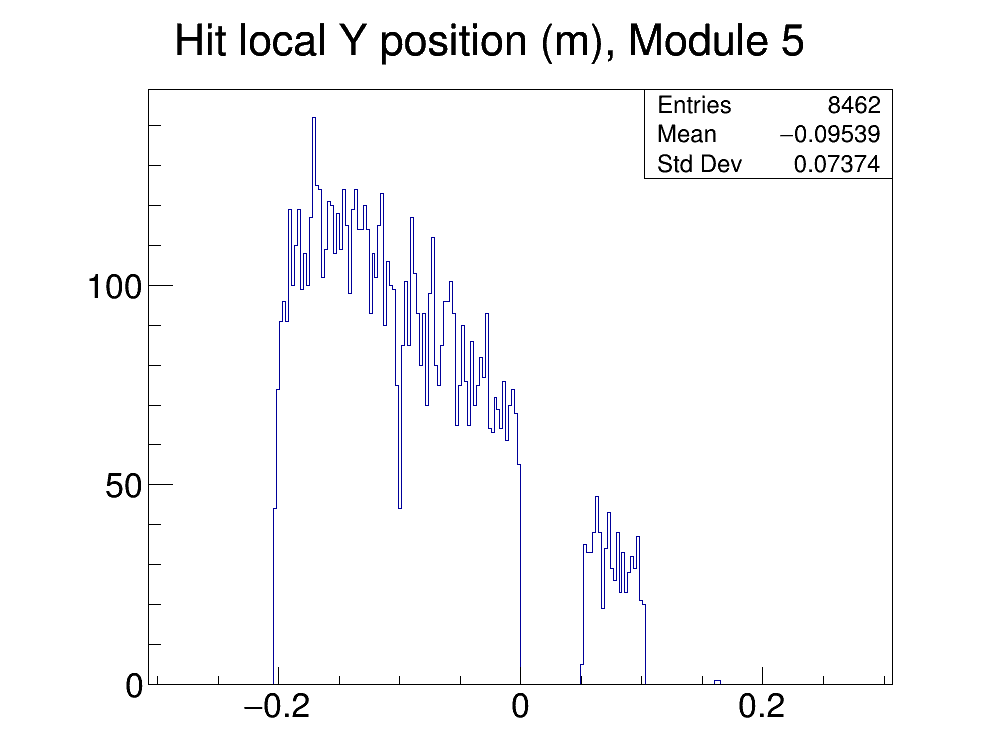 Hit local Y position (m), Module 5
Entries 8462
Mean −0.09539
Std Dev 0.07374
100
50
0
−0.2 0 0.2